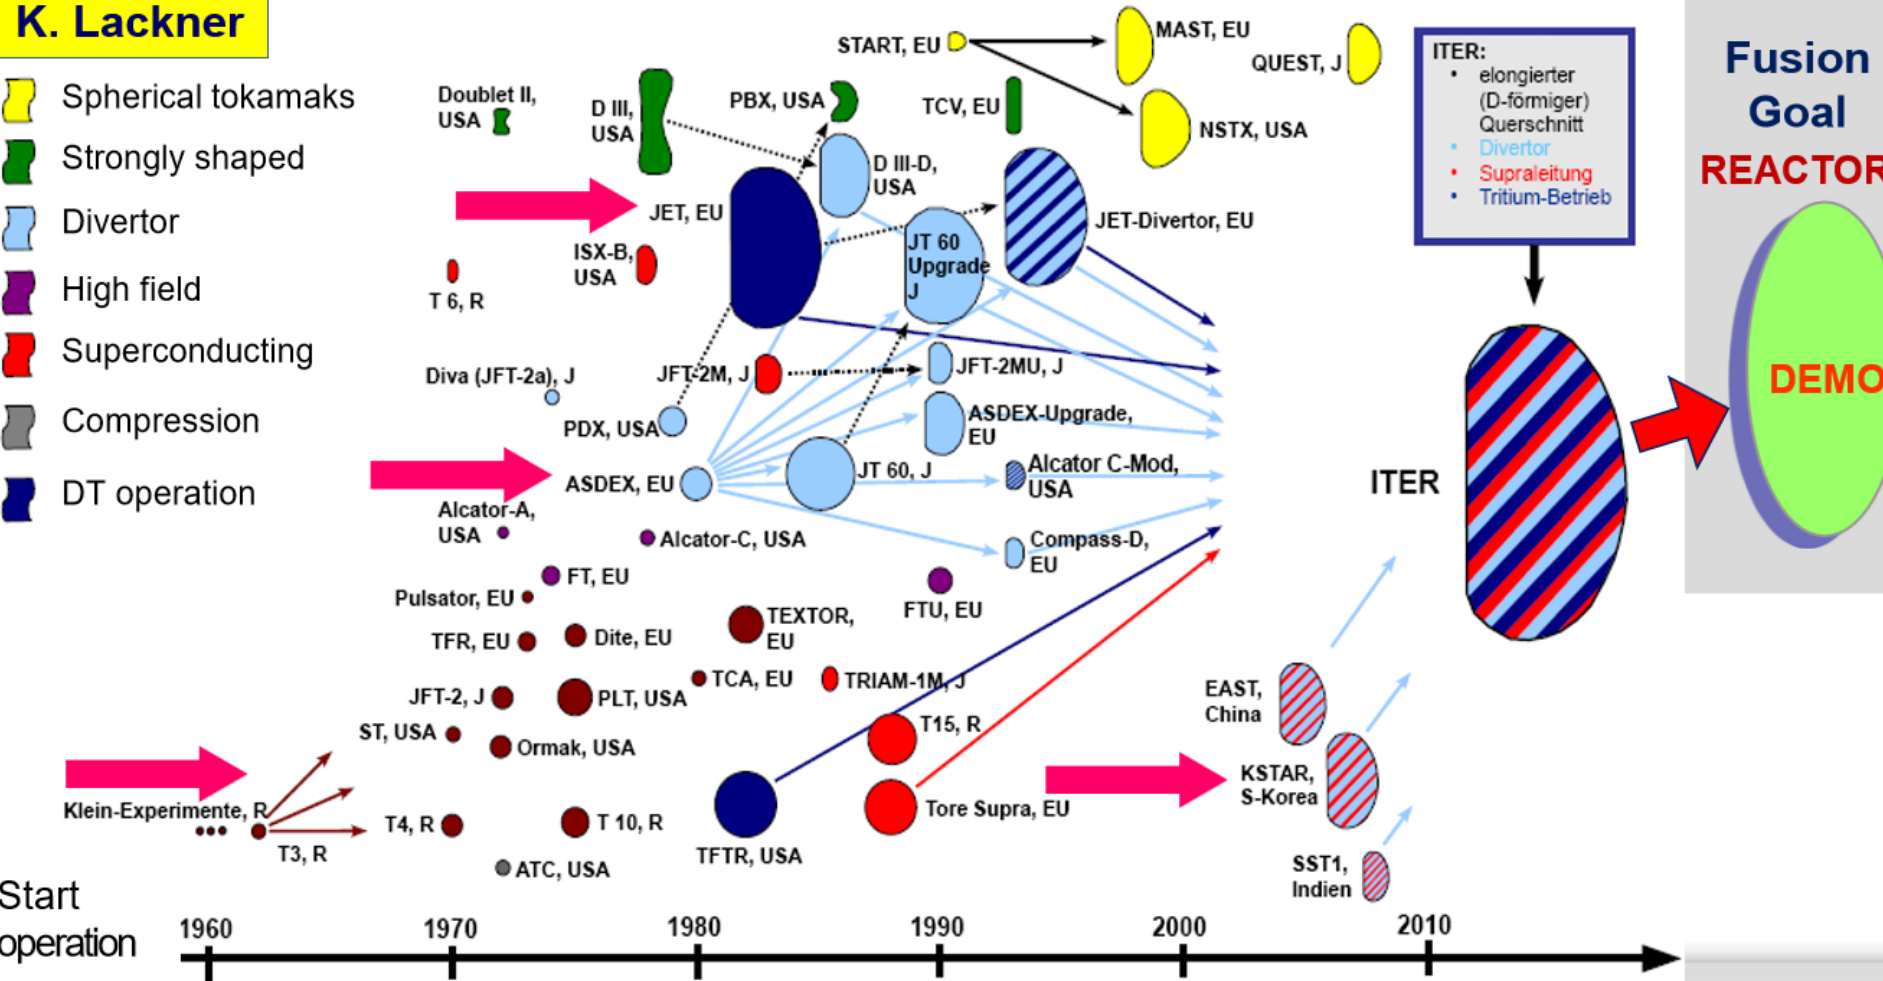 K. Lackner
Spherical tokamaks
Strongly shaped
Divertor
High field
Superconducting
Compression
DT operation
START, EU
MAST, EU
QUEST, J
NSTX, USA
Doublet II,
USA
D III,
USA
PBX, USA
TCV, EU
D III-D,
USA
JET, EU
JT 60
Upgrade
J
JET-Divertor, EU
ISX-B,
USA
T 6, R
Diva (JFT-2a), J
JFT-2M, J
JFT-2MU, J
PDX, USA
ASDEX-Upgrade,
EU
ASDEX, EU
JT 60, J
Alcator C-Mod,
USA
Alcator-A,
USA
Alcator-C, USA
Compass-D,
EU
FT, EU
Pulsator, EU
FTU, EU
TFR, EU
Dite, EU
TEXTOR,
EU
JFT-2, J
PLT, USA
TCA, EU
TRIAM-1M, J
ST, USA
Ormak, USA
T15, R
Klein-Experimente, R
T3, R
T4, R
T 10, R
ATC, USA
TFTR, USA
Tore Supra, EU
EAST,
China
KSTAR,
S-Korea
SST1,
Indien
ITER:
• elongierter
(D-förmiger)
Querschnitt
• Divertor
• Supraleitung
• Tritium-Betrieb
ITER
Fusion
Goal
REACTOR
DEMO
Start
operation
1960
1970
1980
1990
2000
2010